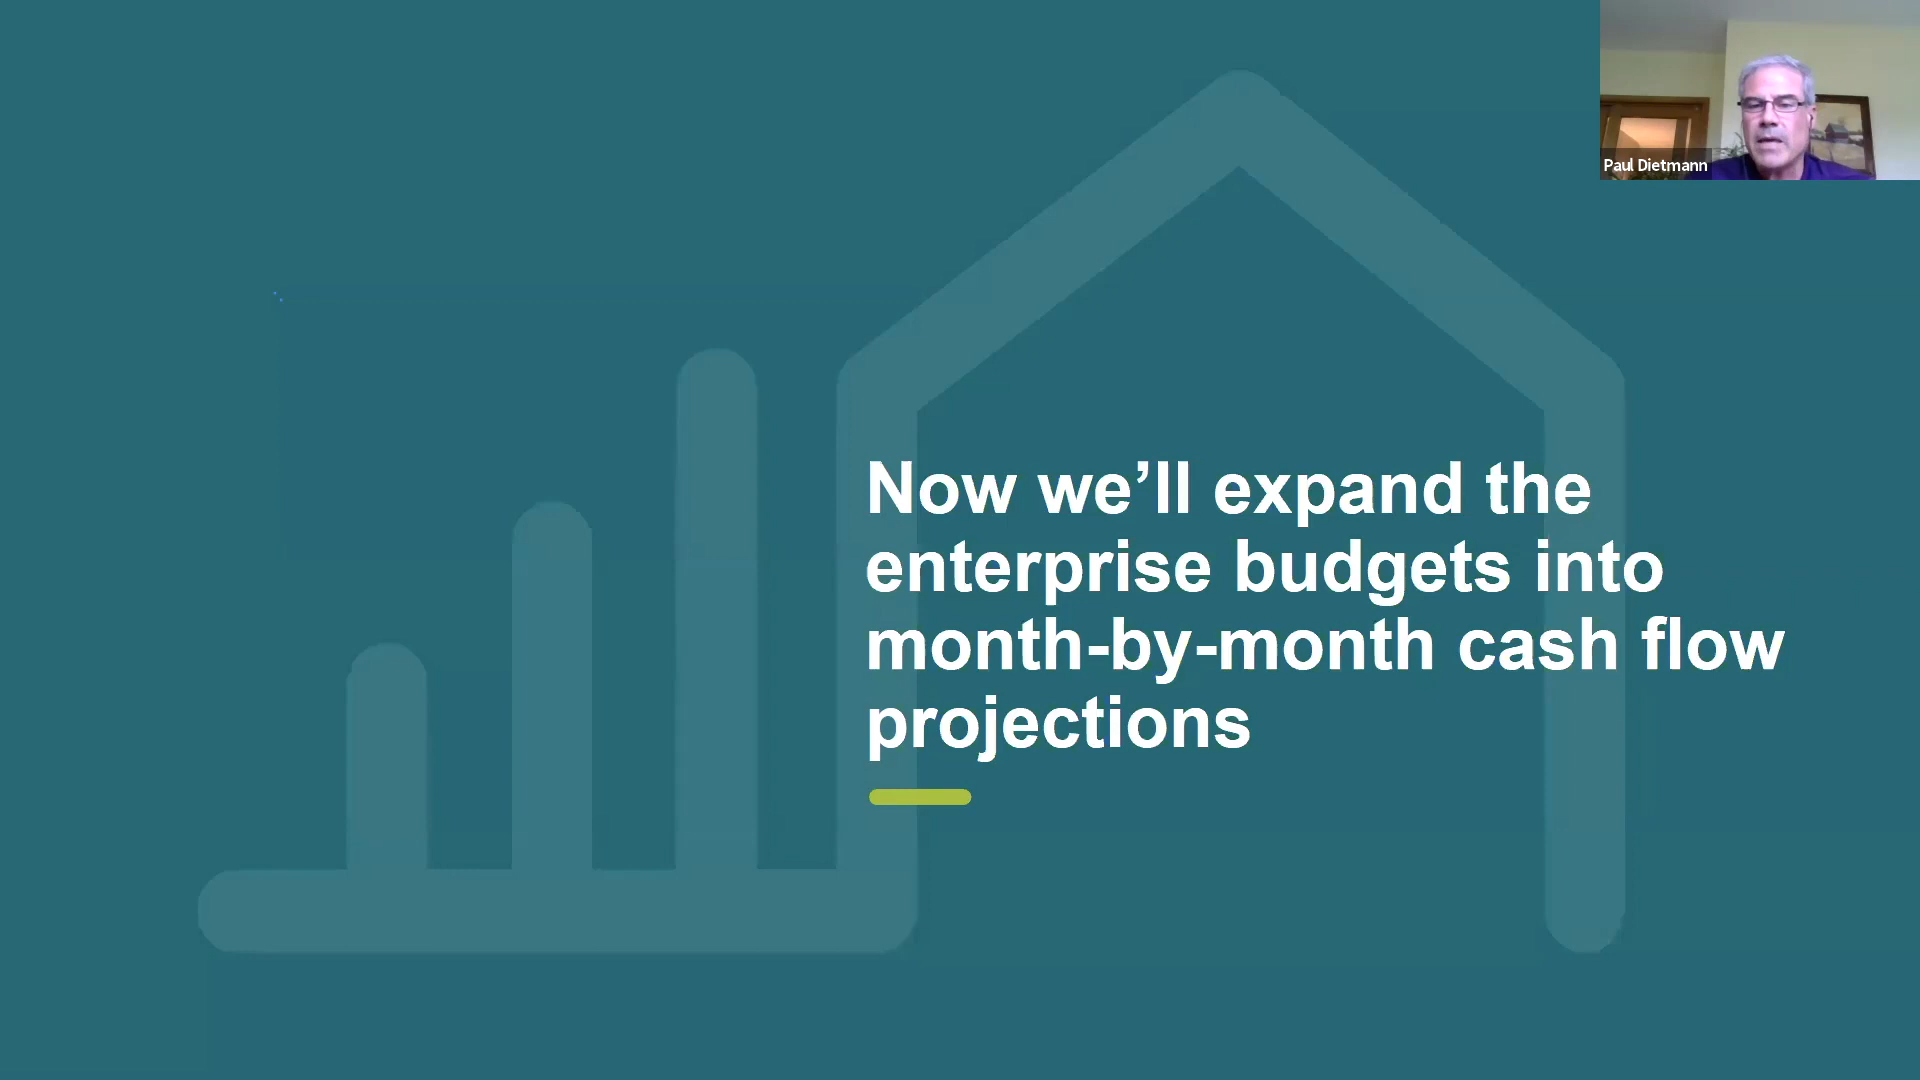 Paul Dietmann
Now we’ll expand the
enterprise budgets into
month-by-month cash flow
projections